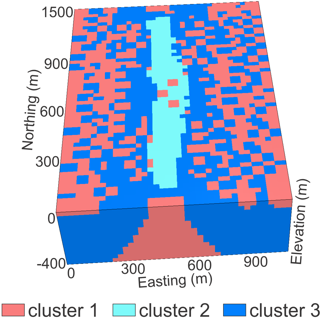 1500
900
Northing (m)
600
300
0
-400
0
300
600
900
Easting (m)
Elevation (m)
cluster 1
cluster 2
cluster 3